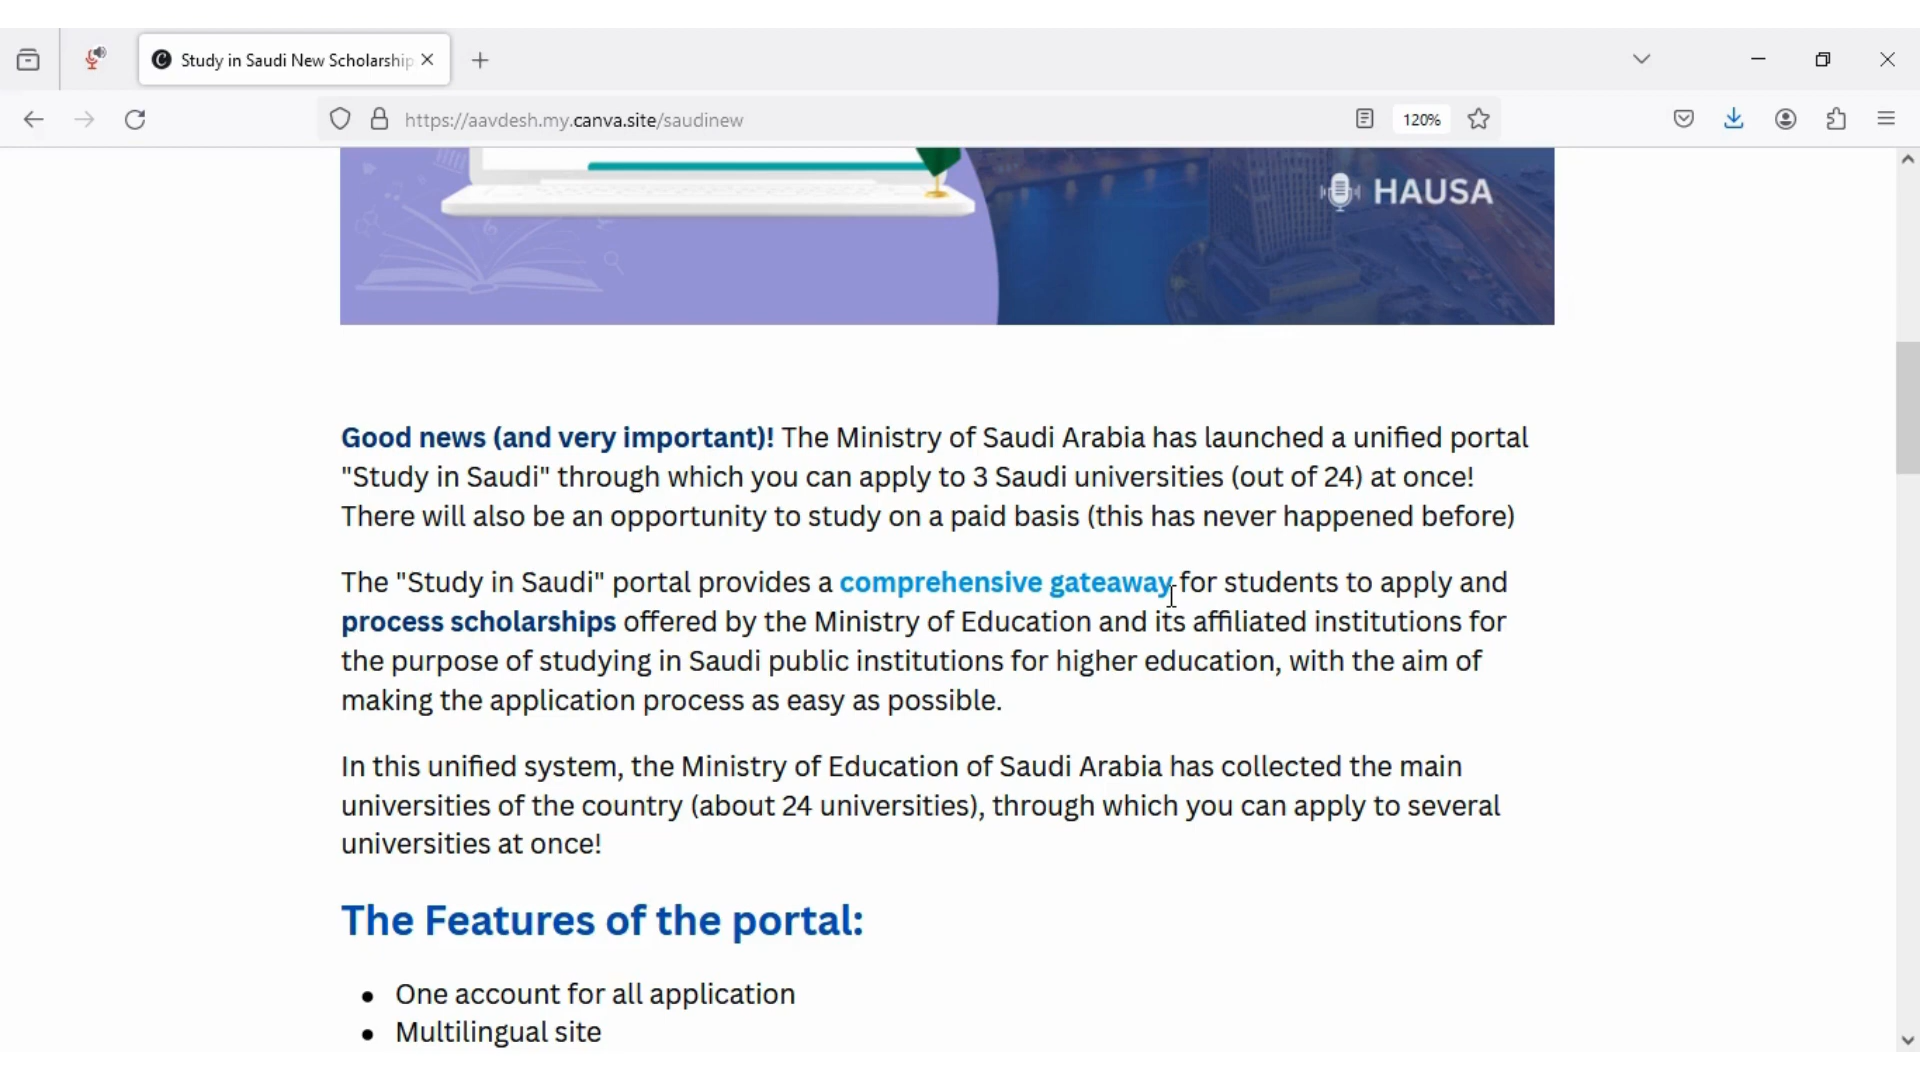 Study in Saudi New Scholarship
https://aavdesh.my.canva.site/saudinew
120%
HAUSA
Good news (and very important)! The Ministry of Saudi Arabia has launched a unified portal
"Study in Saudi" through which you can apply to 3 Saudi universities (out of 24) at once!
There will also be an opportunity to study on a paid basis (this has never happened before)
The "Study in Saudi" portal provides a comprehensive gateaway for students to apply and
process scholarships offered by the Ministry of Education and its affiliated institutions for
the purpose of studying in Saudi public institutions for higher education, with the aim of
making the application process as easy as possible.
In this unified system, the Ministry of Education of Saudi Arabia has collected the main
universities of the country (about 24 universities), through which you can apply to several
universities at once!
The Features of the portal:
• One account for all application
• Multilingual site